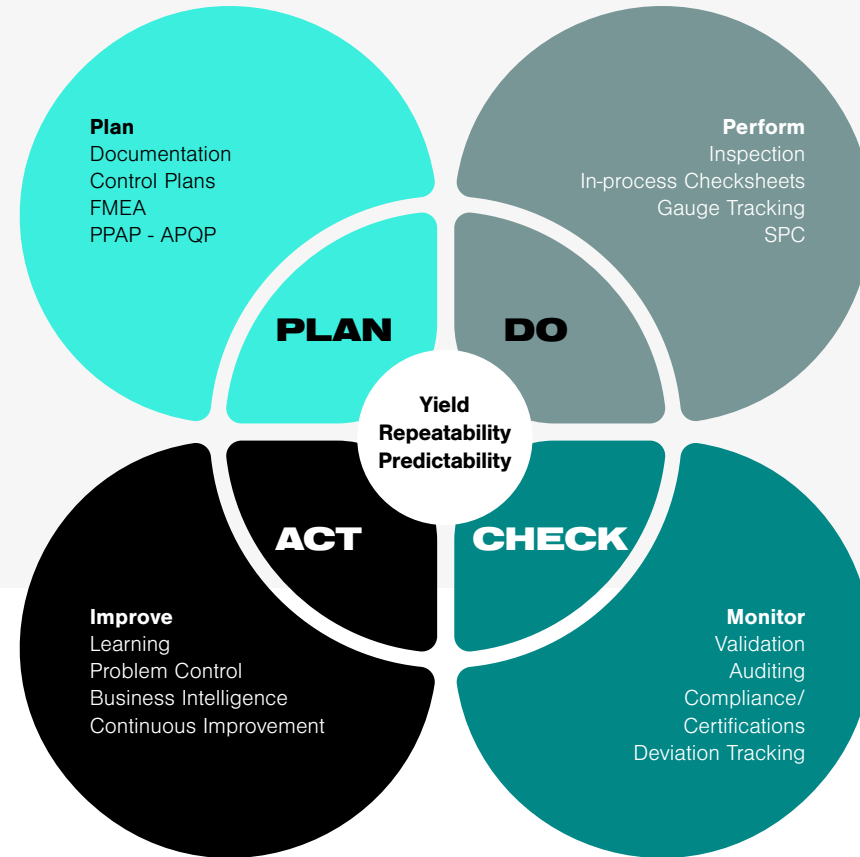 Plan
Documentation
Control Plans
FMEA
PPAP - APQP
Perform
Inspection
In-process Checksheets
Gauge Tracking
SPC
PLAN
DO
Yield
Repeatability
Predictability
ACT
CHECK
Improve
Learning
Problem Control
Business Intelligence
Continuous Improvement
Monitor
Validation
Auditing
Compliance/
Certifications
Deviation Tracking